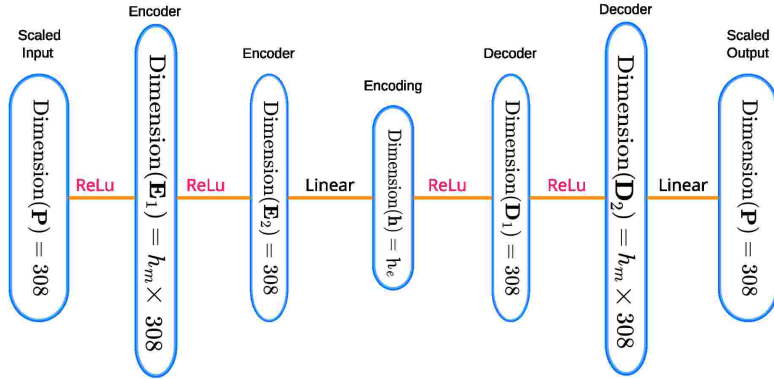 Scaled
Input
Encoder
Encoder
Encoding
Decoder
Decoder
Scaled
Output
Dimension(P) = 308
ReLu
Dimension(E₁) = hₘ × 308
ReLu
Dimension(E₂) = 308
Linear
Dimension(h) = hₑ
ReLu
Dimension(D₁) = 308
ReLu
Dimension(D₂) = hₘ × 308
Linear
Dimension(P) = 308